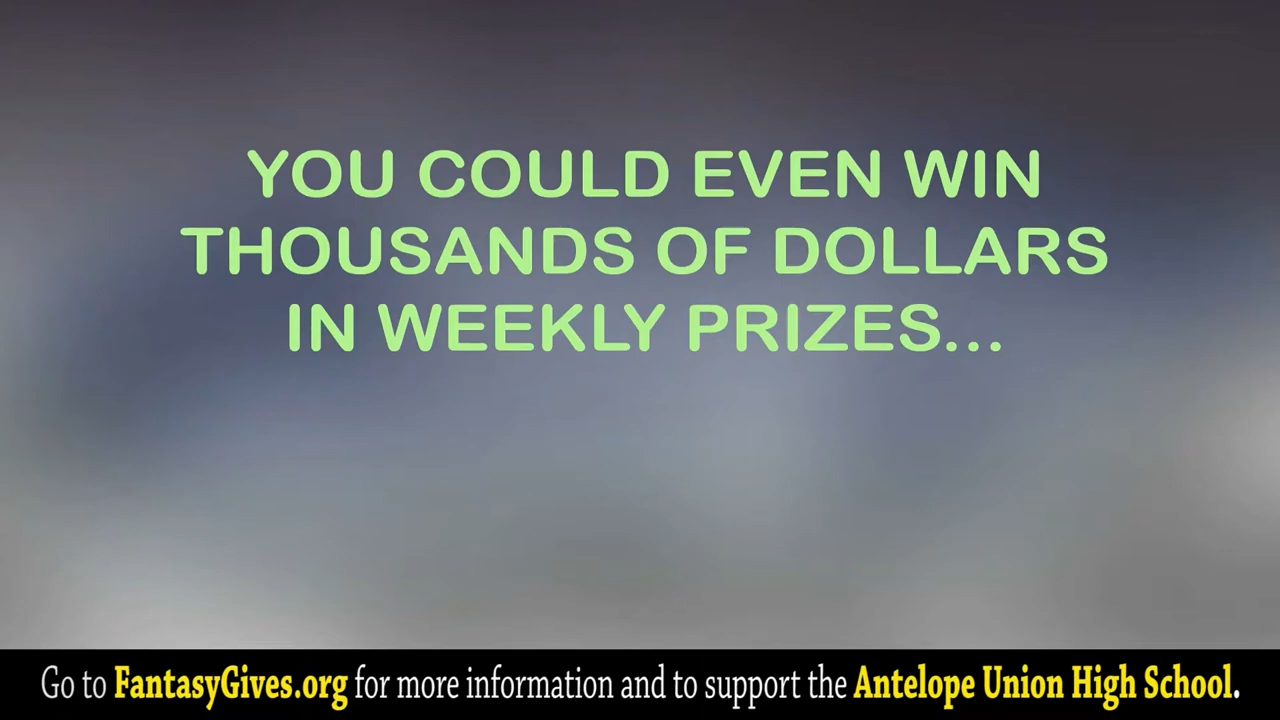 YOU COULD EVEN WIN
THOUSANDS OF DOLLARS
IN WEEKLY PRIZES...
Go to FantasyGives.org for more information and to support the Antelope Union High School.